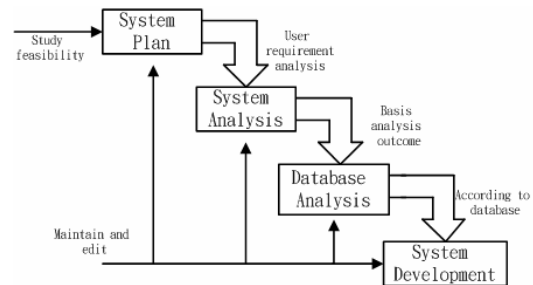 System
Plan
Study
feasibility
User
requirement
analysis
System
Analysis
Basis
analysis
outcome
Database
Analysis
According to
database
Maintain and
edit
System
Development